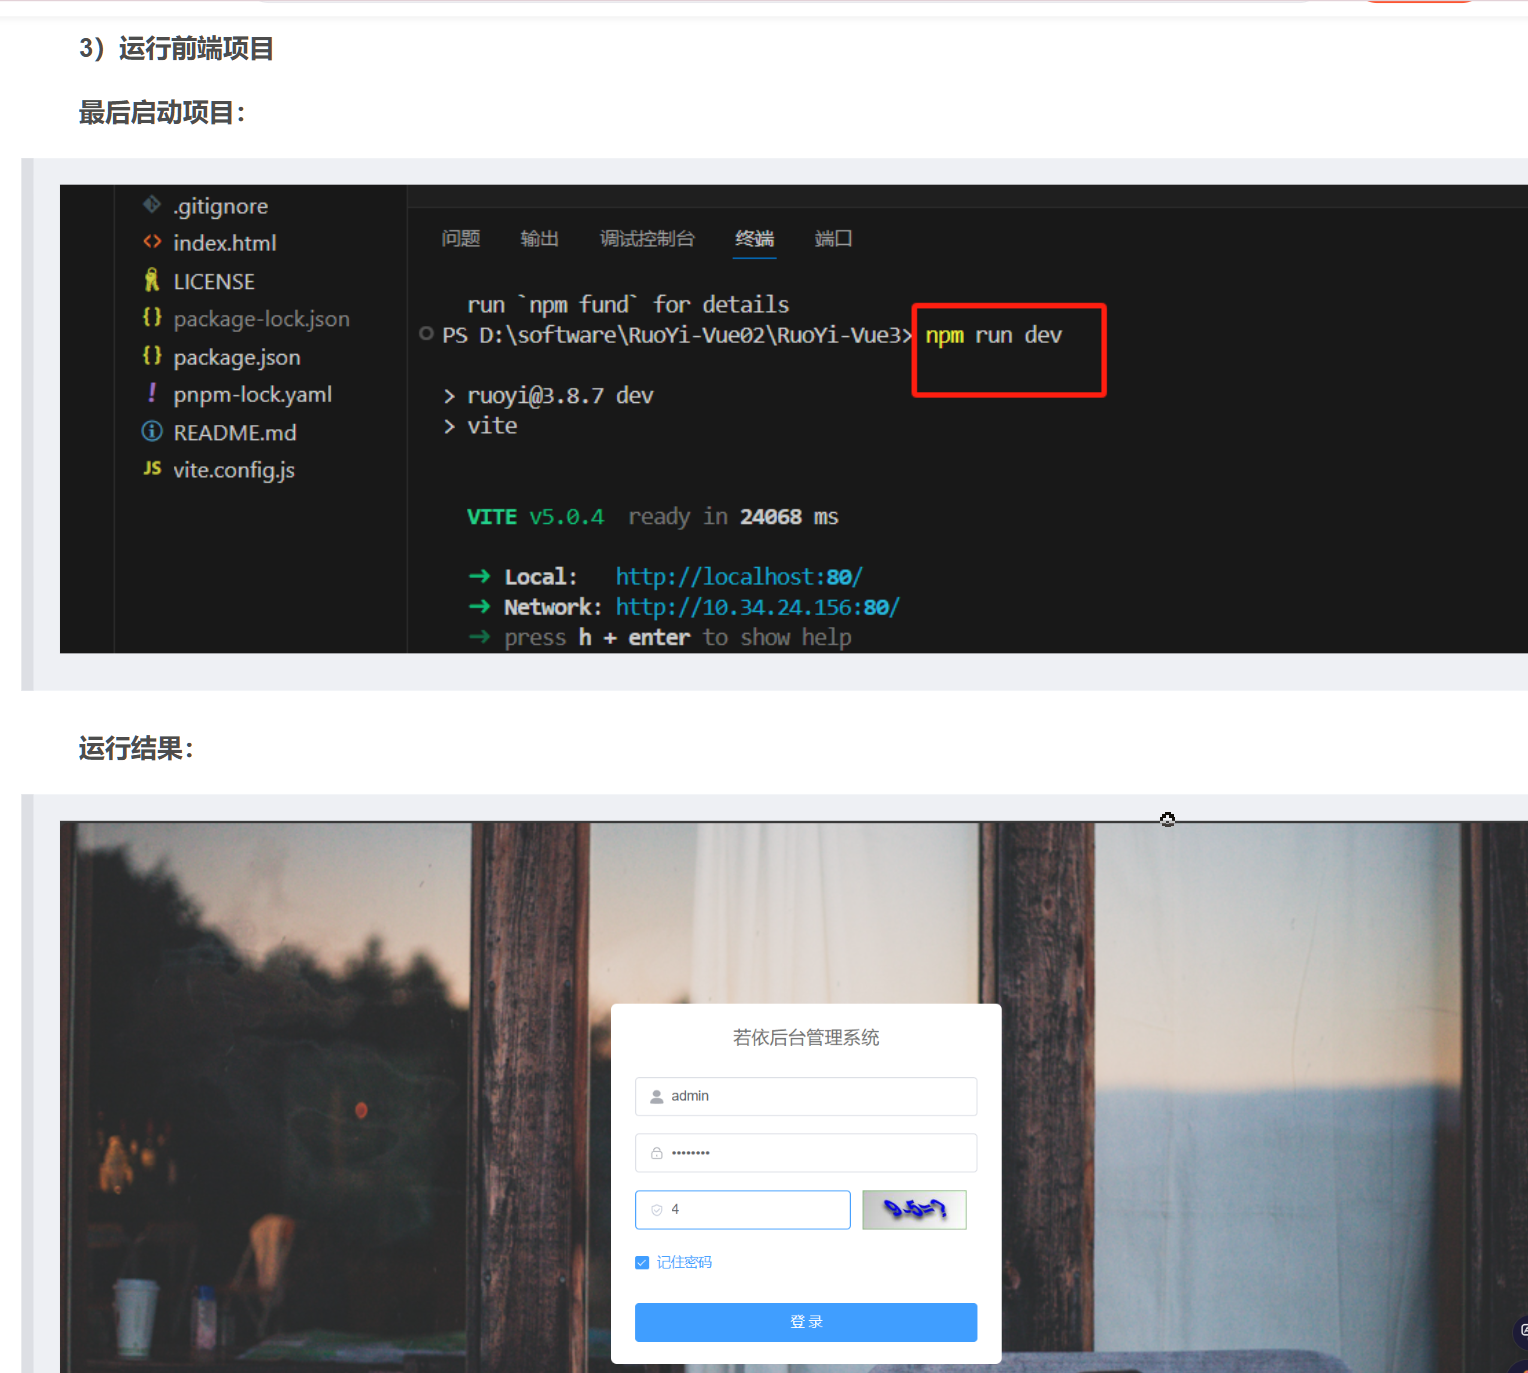 3）运行前端项目
最后启动项目：
.gitignore
index.html
LICENSE
package-lock.json
package.json
pnpm-lock.yaml
README.md
vite.config.js
问题 输出 调试控制台 终端 端口
run `npm fund` for details
PS D:\software\RuoYi-Vue02\RuoYi-Vue3> npm run dev
> ruoyi@3.8.7 dev
> vite
VITE v5.0.4 ready in 24068 ms
➜ Local: http://localhost:80/
➜ Network: http://10.34.24.156:80/
➜ press h + enter to show help
运行结果：
若依后台管理系统
admin
••••••••
4
9-5=?
记住密码
登 录